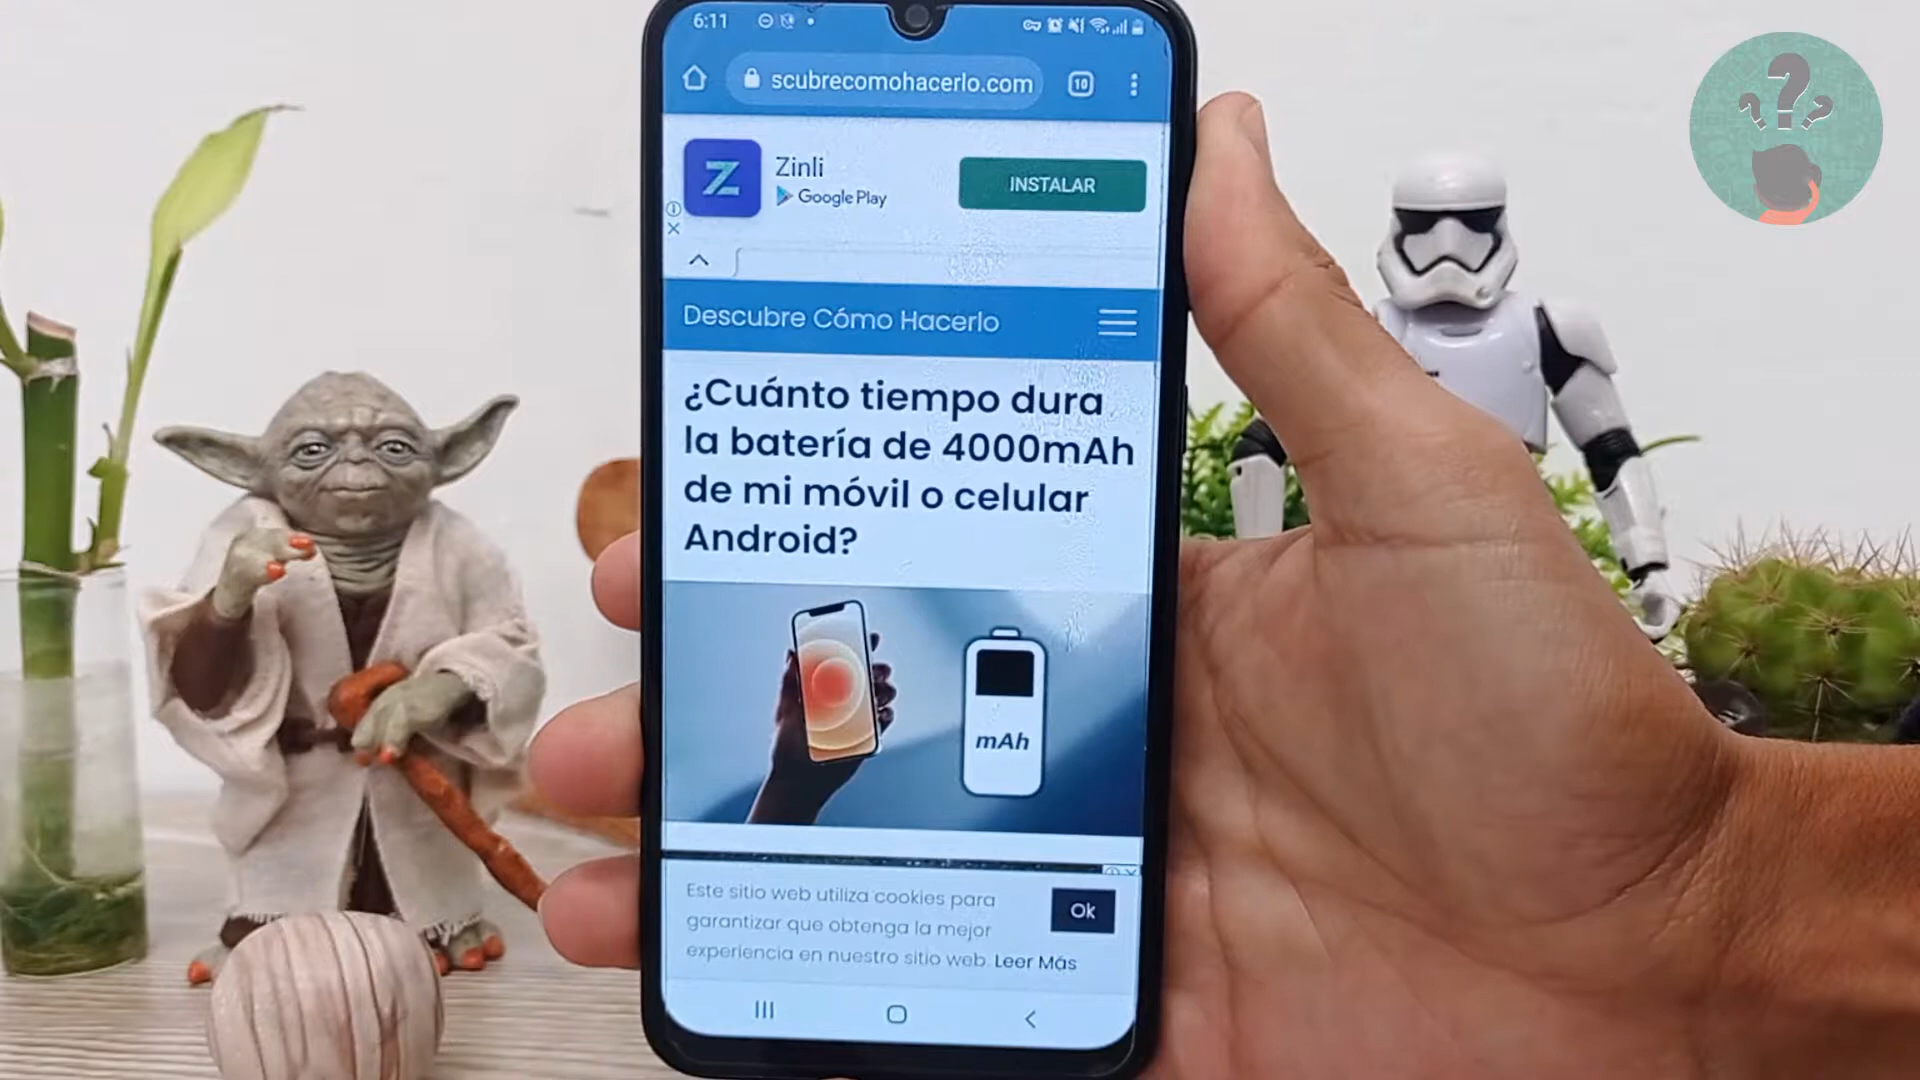 6:11
scubrecomohacerlo.com
10
Zinli
Google Play
INSTALAR
Descubre Cómo Hacerlo
¿Cuánto tiempo dura
la batería de 4000mAh
de mi móvil o celular
Android?
mAh
Este sitio web utiliza cookies para
garantizar que obtenga la mejor
experiencia en nuestro sitio web. Leer Más
Ok